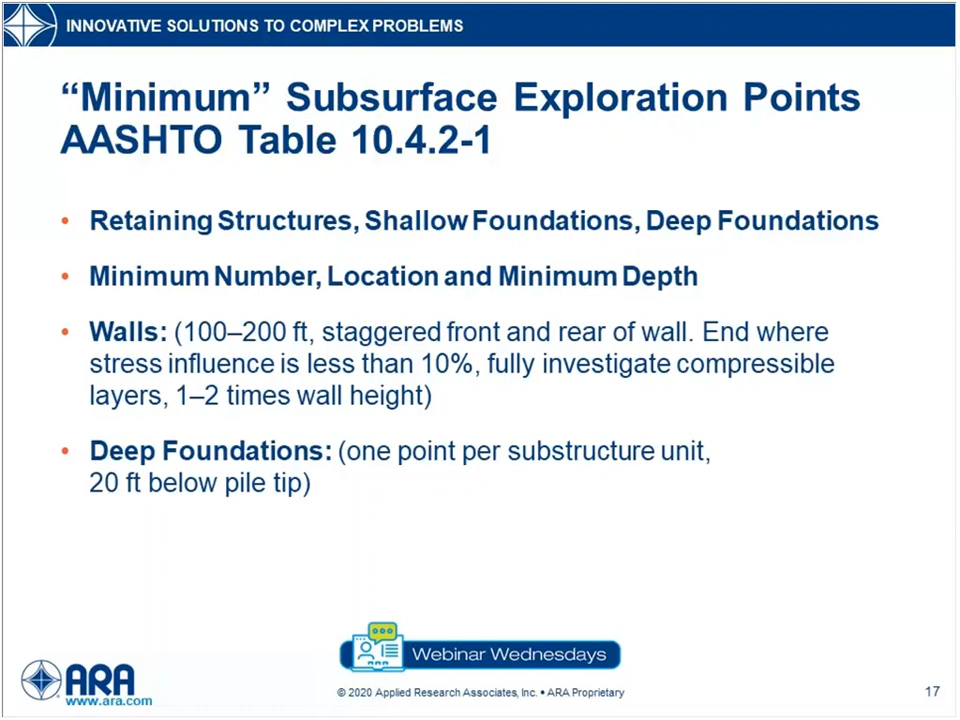 INNOVATIVE SOLUTIONS TO COMPLEX PROBLEMS
“Minimum” Subsurface Exploration Points
AASHTO Table 10.4.2-1
• Retaining Structures, Shallow Foundations, Deep Foundations
• Minimum Number, Location and Minimum Depth
• Walls: (100–200 ft, staggered front and rear of wall. End where
stress influence is less than 10%, fully investigate compressible
layers, 1–2 times wall height)
• Deep Foundations: (one point per substructure unit,
20 ft below pile tip)
ARA
Webinar Wednesdays
ARA
www.ara.com
© 2020 Applied Research Associates, Inc. • ARA Proprietary
17